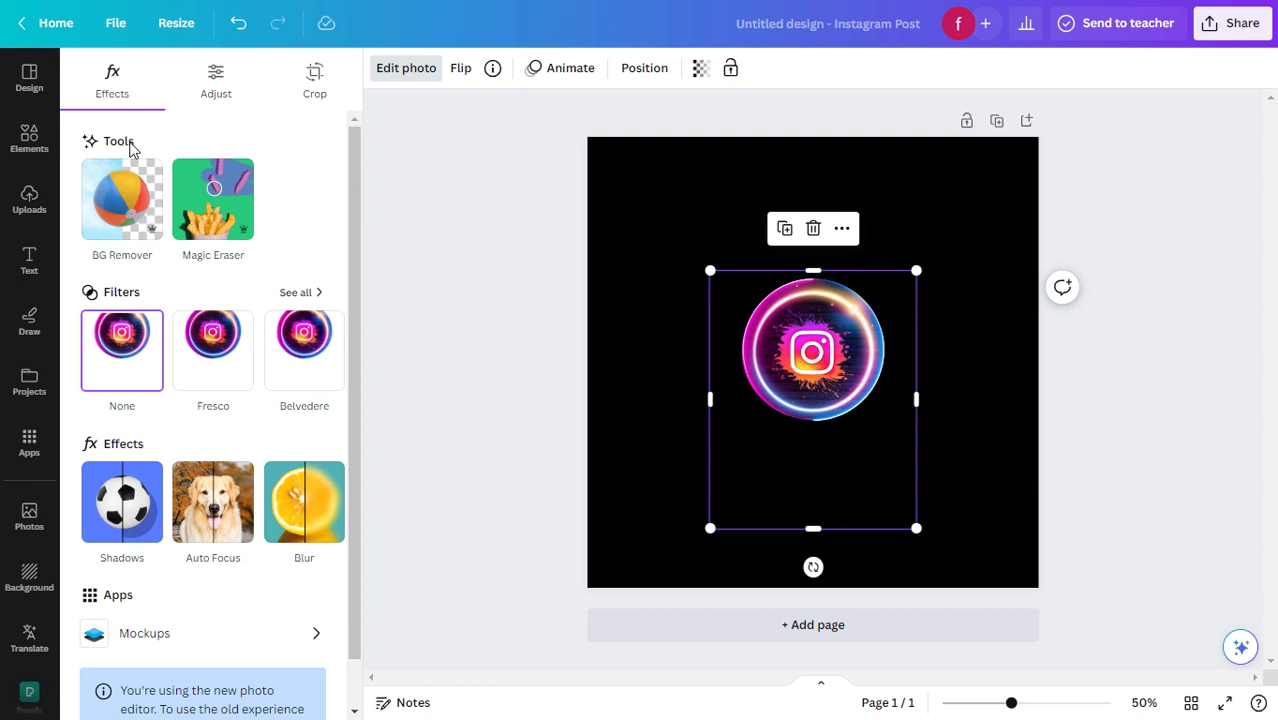 Home File Resize Untitled design - Instagram Post f Send to teacher Share
Design
Elements
Uploads
Text
Draw
Projects
Apps
Photos
Background
Translate
Pexels
Effects Adjust Crop
Tools
BG Remover Magic Eraser
Filters See all
None Fresco Belvedere
fx Effects
Shadows Auto Focus Blur
Apps
Mockups
You're using the new photo
editor. To use the old experience
Edit photo Flip Animate Position
+ Add page
Notes Page 1 / 1 50%